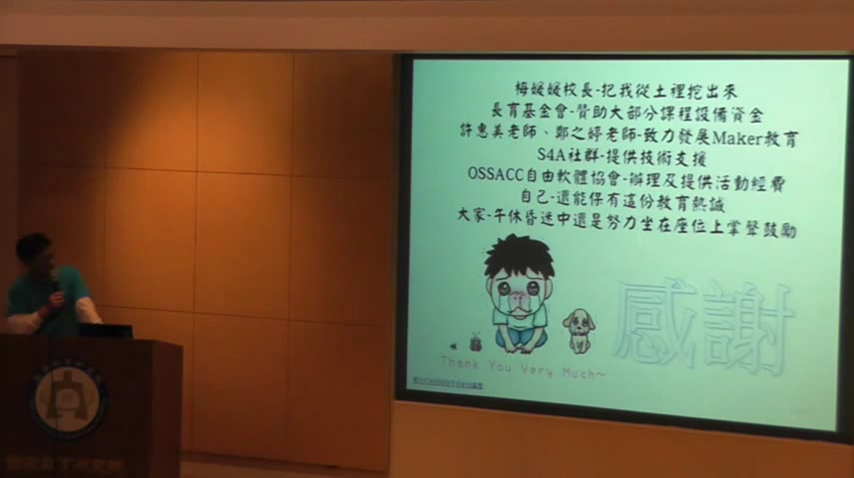 梅媛媛校長-把我從土裡挖出來
長育基金會-贊助大部分課程設備資金
許惠美老師、鄭之婷老師-致力發展Maker教育
S4A社群-提供技術支援
OSSACC自由軟體協會-辦理及提供活動經費
自己-還能保有這份教育熱誠
大家-午休昏迷中還是努力坐在座位上掌聲鼓勵
感謝
Thank You Very Much~